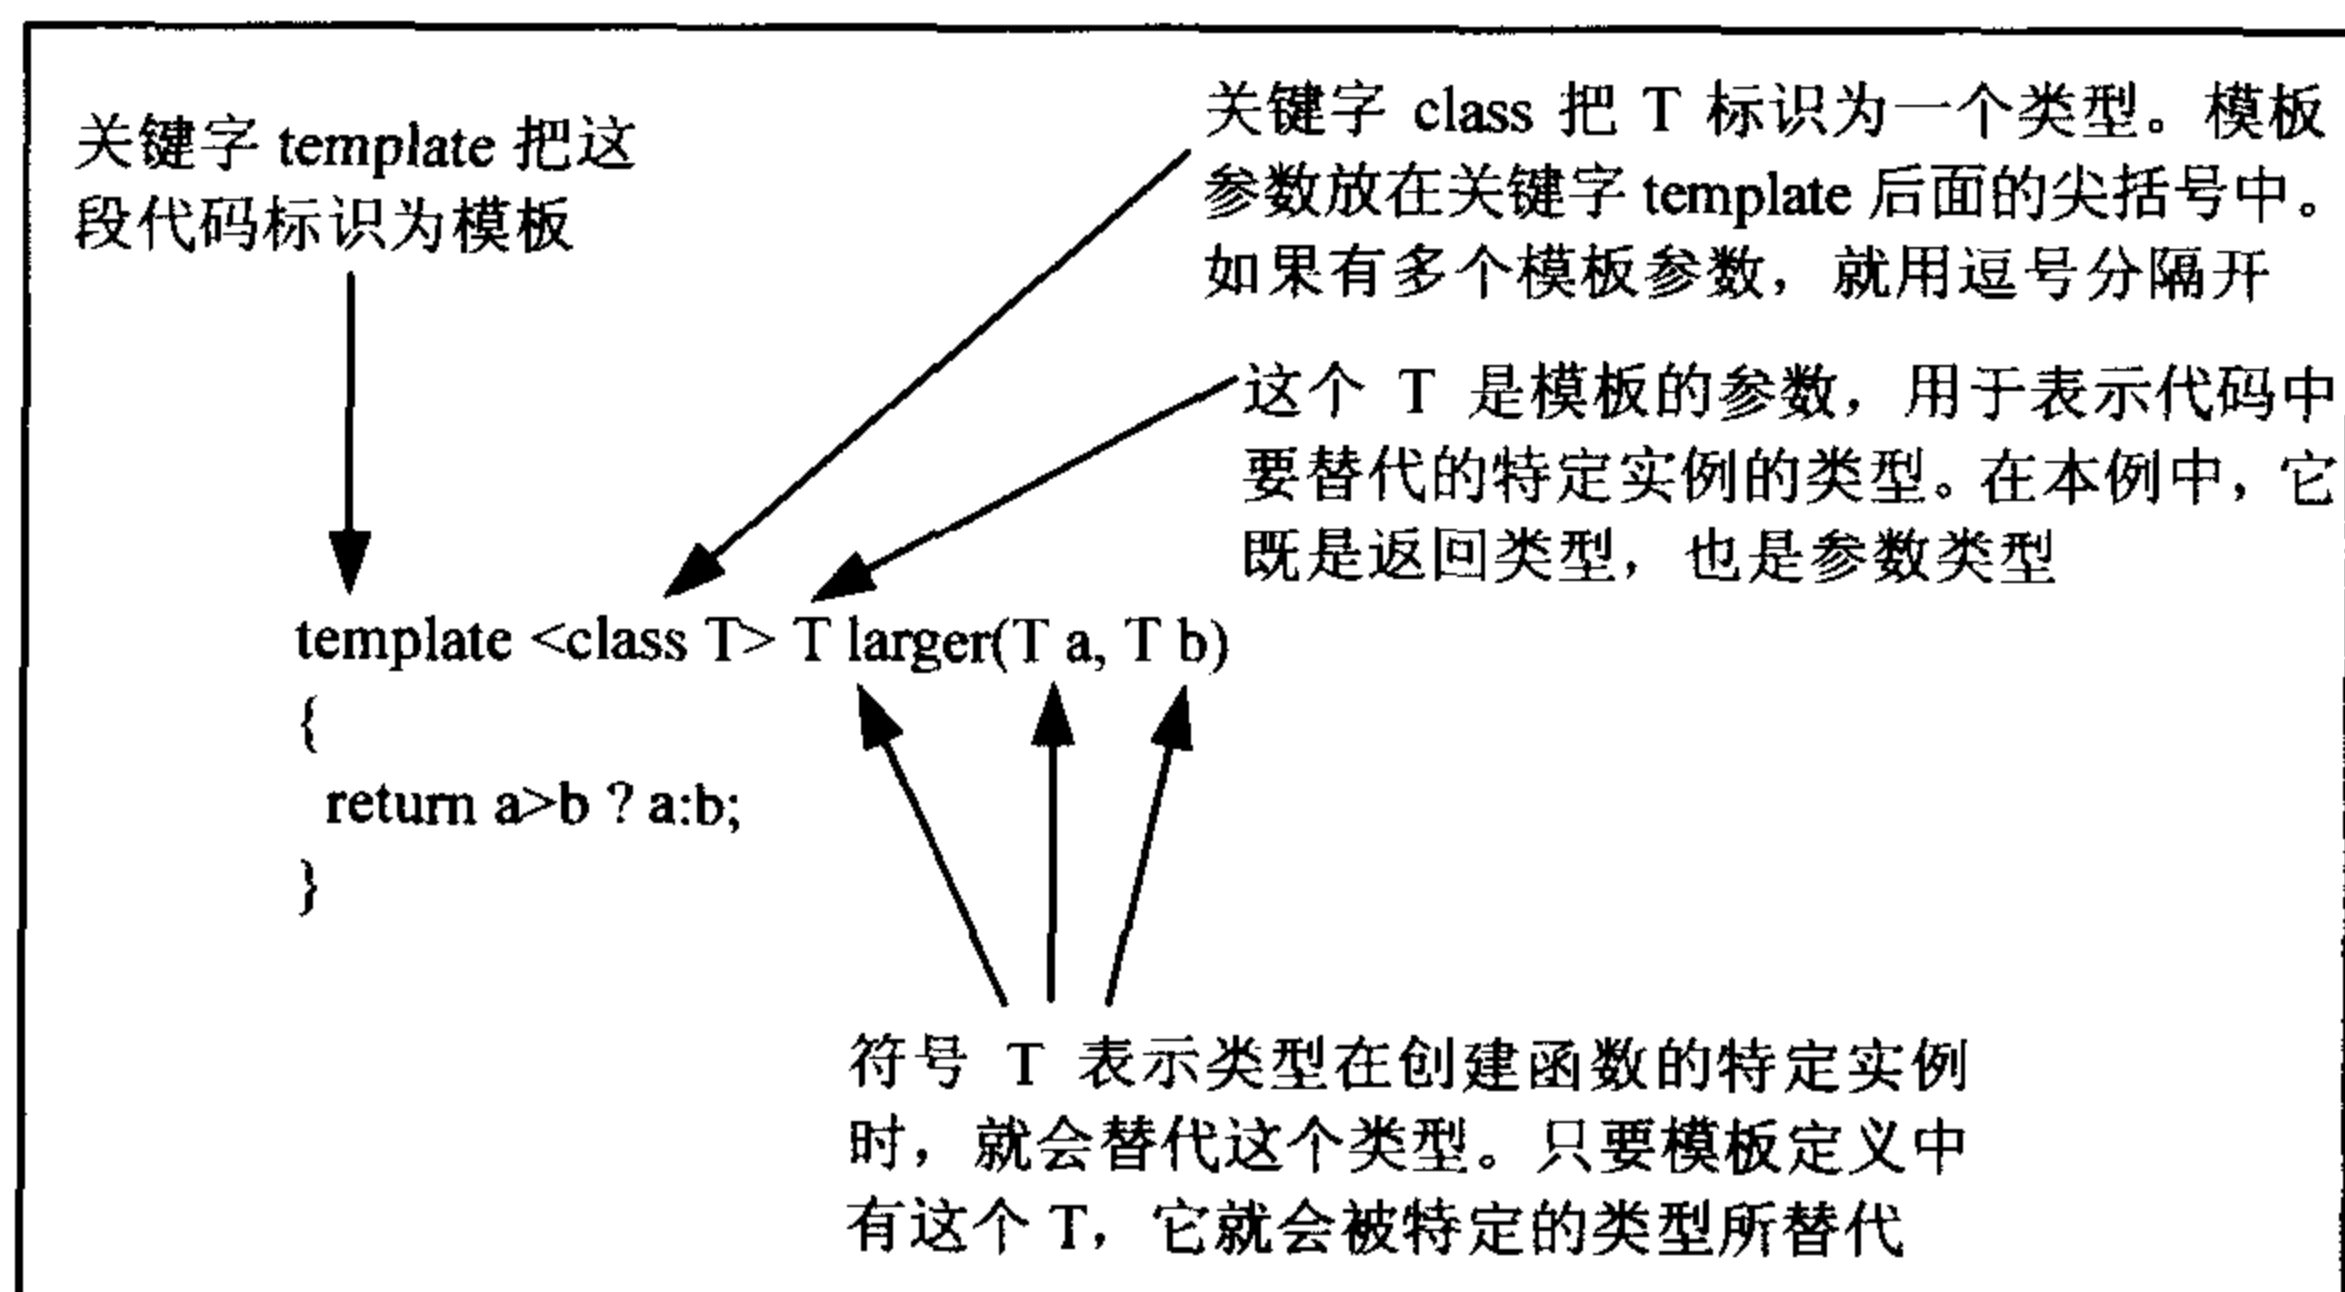 关键字 template 把这
段代码标识为模板
关键字 class 把 T 标识为一个类型。模板
参数放在关键字 template 后面的尖括号中。
如果有多个模板参数，就用逗号分隔开
这个 T 是模板的参数，用于表示代码中
要替代的特定实例的类型。在本例中，它
既是返回类型，也是参数类型
template <class T> T larger(T a, T b)
{
return a>b ? a:b;
}
符号 T 表示类型在创建函数的特定实例
时，就会替代这个类型。只要模板定义中
有这个 T，它就会被特定的类型所替代